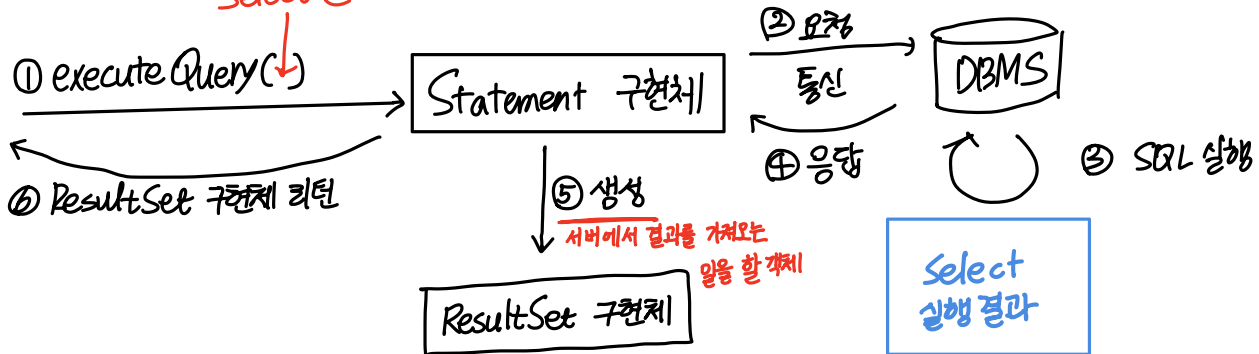 ① executeQuery( )
Statement 구현체
② 요청
통신
DBMS
④ 응답
③ SQL 실행
⑥ ResultSet 구현체 리턴
⑤ 생성
서버에서 결과를 가져오는
일을 할 객체
ResultSet 구현체
Select
실행 결과